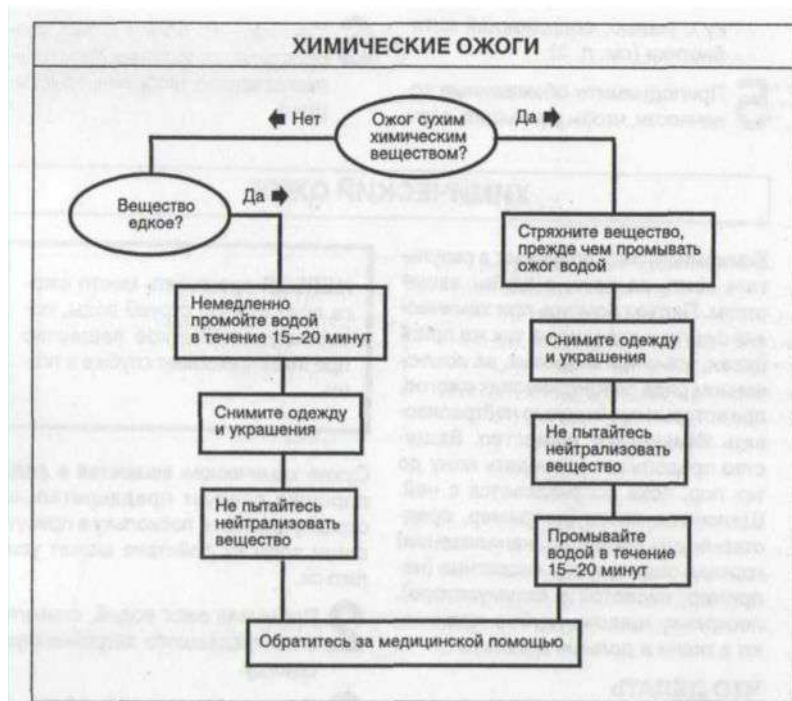 ХИМИЧЕСКИЕ ОЖОГИ
Нет
Ожог сухим
химическим
веществом?
Да
Вещество
едкое?
Да
Стряхните вещество,
прежде чем промывать
ожог водой
Немедленно
промойте водой
в течение 15–20 минут
Снимите одежду
и украшения
Снимите одежду
и украшения
Не пытайтесь
нейтрализовать
вещество
Не пытайтесь
нейтрализовать
вещество
Промывайте
водой в течение
15–20 минут
Обратитесь за медицинской помощью